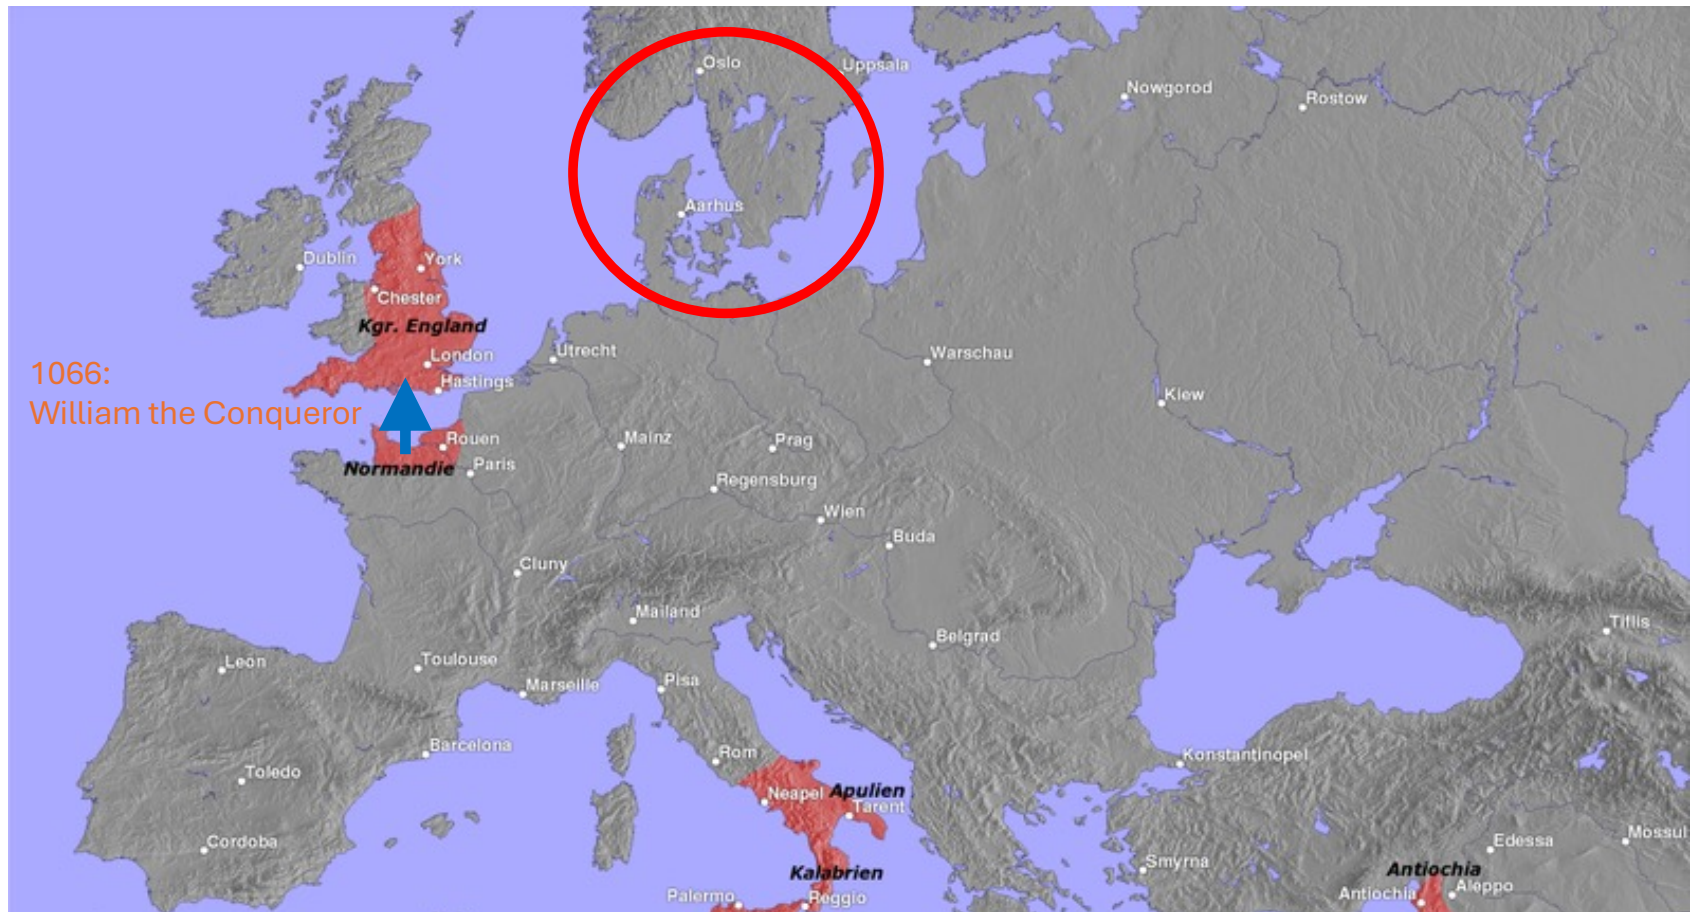 Oslo
Uppsala
Nowgorod
Rostow
Aarhus
Dublin
York
Chester
Kgr. England
London
Utrecht
Hastings
Warschau
1066:
William the Conqueror
Kiew
Rouen
Normandie
Paris
Mainz
Prag
Regensburg
Wien
Buda
Cluny
Mailand
Belgrad
Tiflis
León
Toulouse
Marseille
Pisa
Barcelona
Rom
Konstantinopel
Toledo
Neapel
Apulien
Tarent
Cordoba
Edessa
Mossul
Smyrna
Kalabrien
Antiochia
Palermo
Reggio
Antiochia
Aleppo